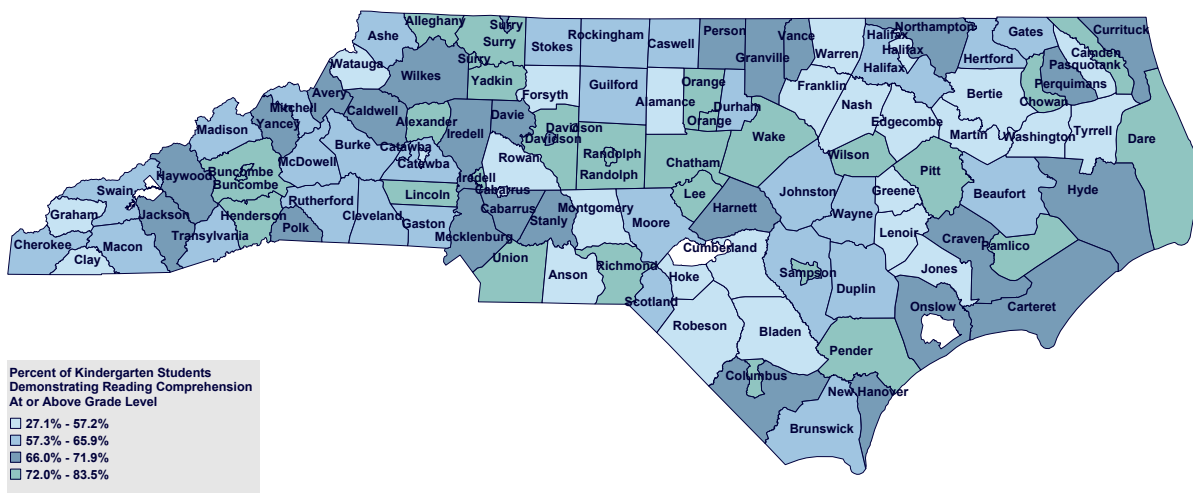 Alleghany
Surry
Ashe
Surry
Stokes
Rockingham
Caswell
Person
Vance
Granville
Warren
Halifax
Northampton
Halifax
Halifax
Gates
Hertford
Currituck
Camden
Pasquotank
Perquimans
Chowan
Watauga
Wilkes
Surry
Yadkin
Forsyth
Guilford
Alamance
Orange
Orange
Durham
Franklin
Nash
Edgecombe
Bertie
Martin
Washington
Tyrrell
Dare
Avery
Mitchell
Yancey
Caldwell
Alexander
Iredell
Davie
Davidson
Davidson
Madison
Burke
Catawba
Catawba
McDowell
Rowan
Randolph
Randolph
Chatham
Wake
Wilson
Pitt
Buncombe
Buncombe
Haywood
Swain
Iredell
Cabarrus
Cabarrus
Lincoln
Rutherford
Cleveland
Gaston
Mecklenburg
Stanly
Montgomery
Moore
Lee
Harnett
Johnston
Wayne
Greene
Lenoir
Beaufort
Hyde
Graham
Jackson
Henderson
Polk
Transylvania
Cherokee
Macon
Clay
Union
Anson
Richmond
Scotland
Hoke
Cumberland
Sampson
Duplin
Craven
Pamlico
Jones
Onslow
Carteret
Robeson
Bladen
Pender
Columbus
New Hanover
Brunswick
Percent of Kindergarten Students
Demonstrating Reading Comprehension
At or Above Grade Level
27.1% - 57.2%
57.3% - 65.9%
66.0% - 71.9%
72.0% - 83.5%